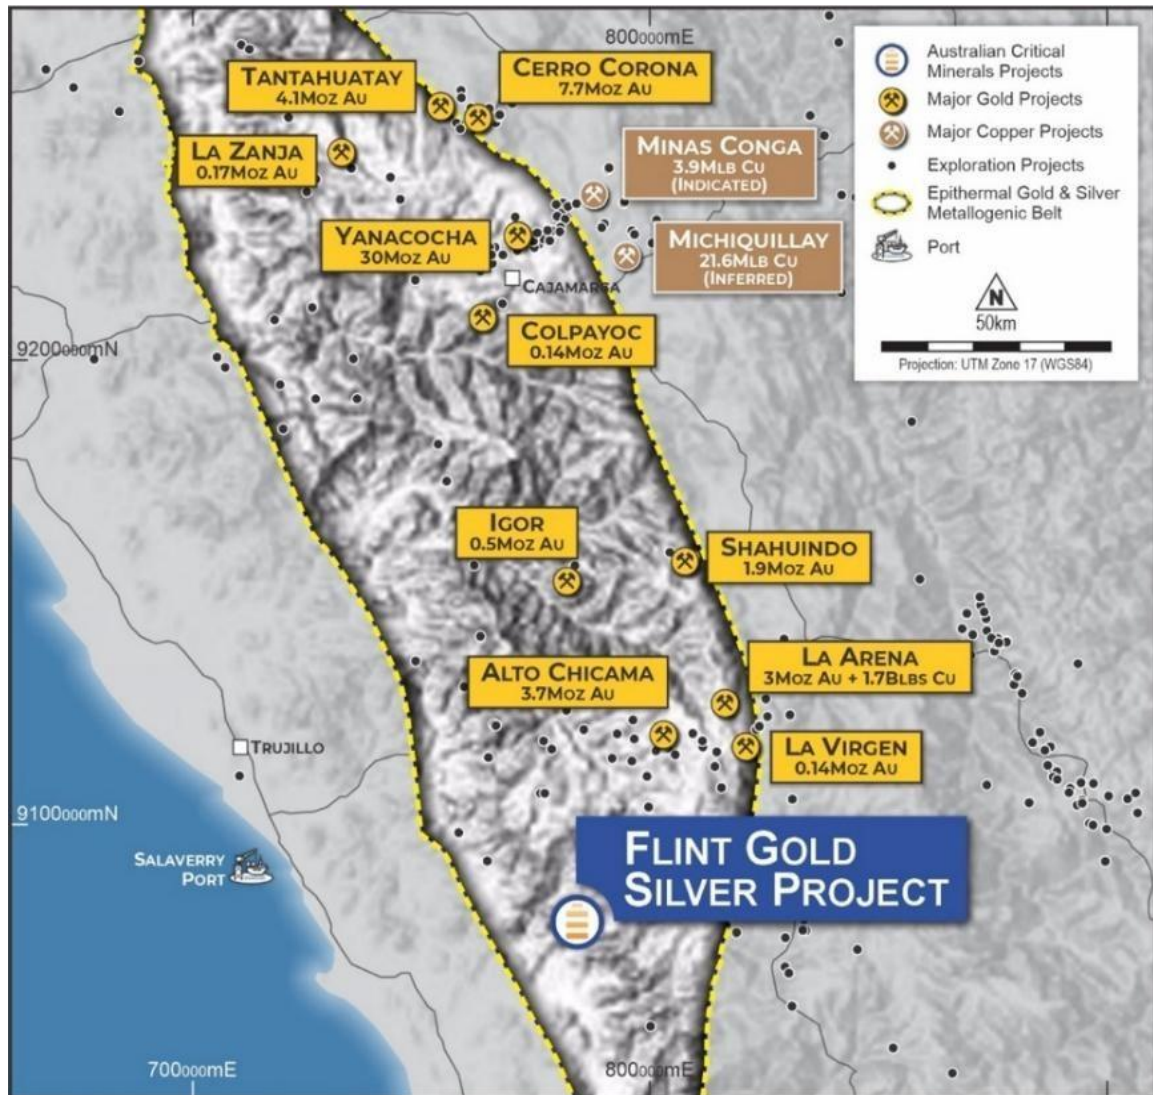 800000mE
TANTAHUATAY
4.1MOZ AU
CERRO CORONA
7.7MOZ AU
LA ZANJA
0.17MOZ AU
MINAS CONGA
3.9MLB CU
(INDICATED)
YANACOCHA
30MOZ AU
MICHIQUILLAY
21.6MLB CU
(INFERRED)
CAJAMARCA
COLPAYOC
0.14MOZ AU
9200000mN
Australian Critical
Minerals Projects
Major Gold Projects
Major Copper Projects
Exploration Projects
Epithermal Gold & Silver
Metallogenic Belt
Port
N
50km
Projection: UTM Zone 17 (WGS84)
IGOR
0.5MOZ AU
SHAHUINDO
1.9MOZ AU
ALTO CHICAMA
3.7MOZ AU
LA ARENA
3MOZ AU + 1.7BLBS CU
TRUJILLO
LA VIRGEN
0.14MOZ AU
9100000mN
SALAVERRY
PORT
FLINT GOLD
SILVER PROJECT
700000mE
800000mE